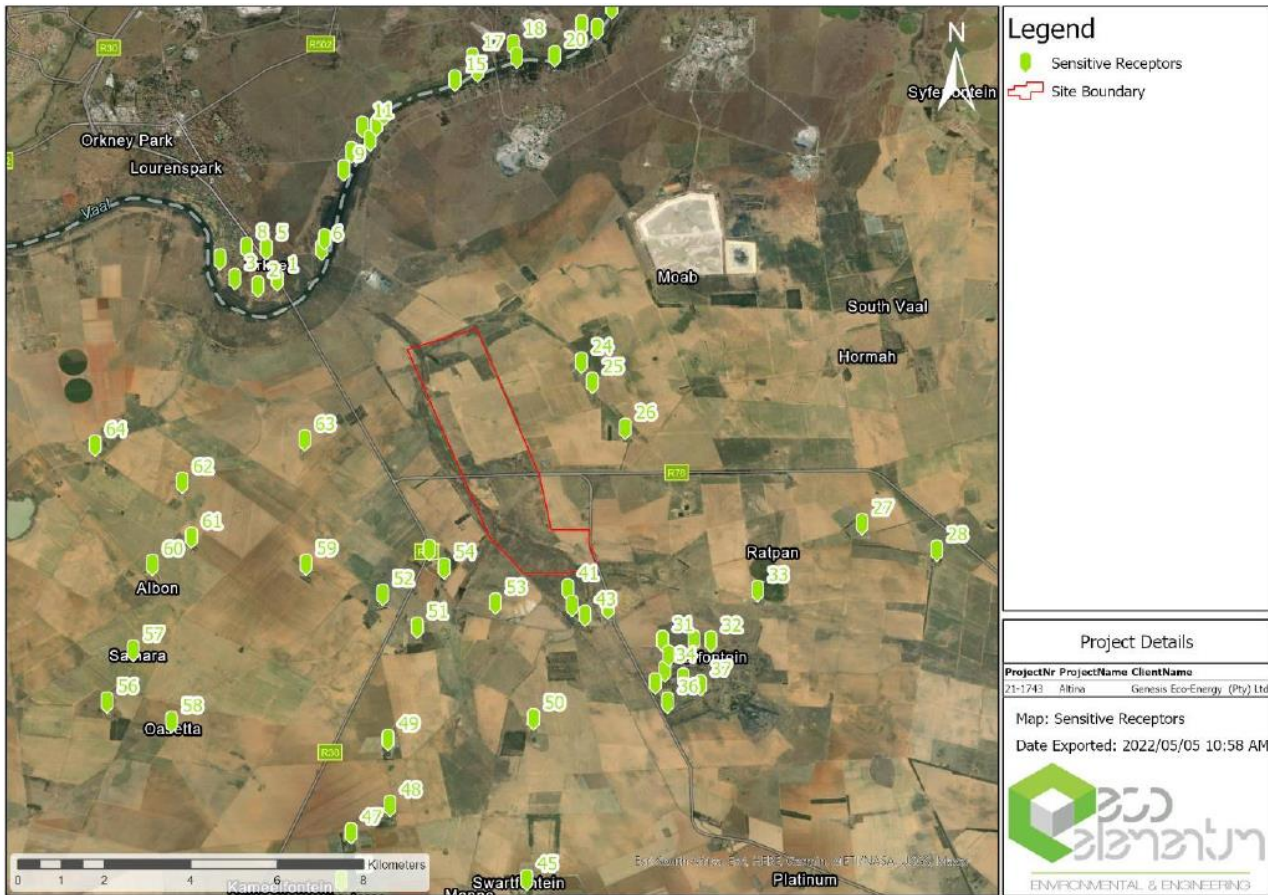 R30
R502
18
17
20
15
Syferfontein
11
Orkney Park
Lourenspark
9
Vaal
8 5 6
3 2 1
Moab
South Vaal
24
Hormah
25
26
63
64
R76
62
27
61
28
60
59
54
Ratpan
Albon
52
41
33
53
43
51
57
31 32
Samara
34
37
56
36
58
50
Oasetta
49
R30
48
47
Kilometers
0 1 2 4 6 8
45
Kameelfontein
Swartfontein
Platinum
Legend
Sensitive Receptors
Site Boundary
N
Project Details
ProjectNr ProjectName ClientName
21-1743 Altina Genesis Eco-Energy (Pty) Ltd
Map: Sensitive Receptors
Date Exported: 2022/05/05 10:58 AM
eco
elementum
ENVIRONMENTAL & ENGINEERING